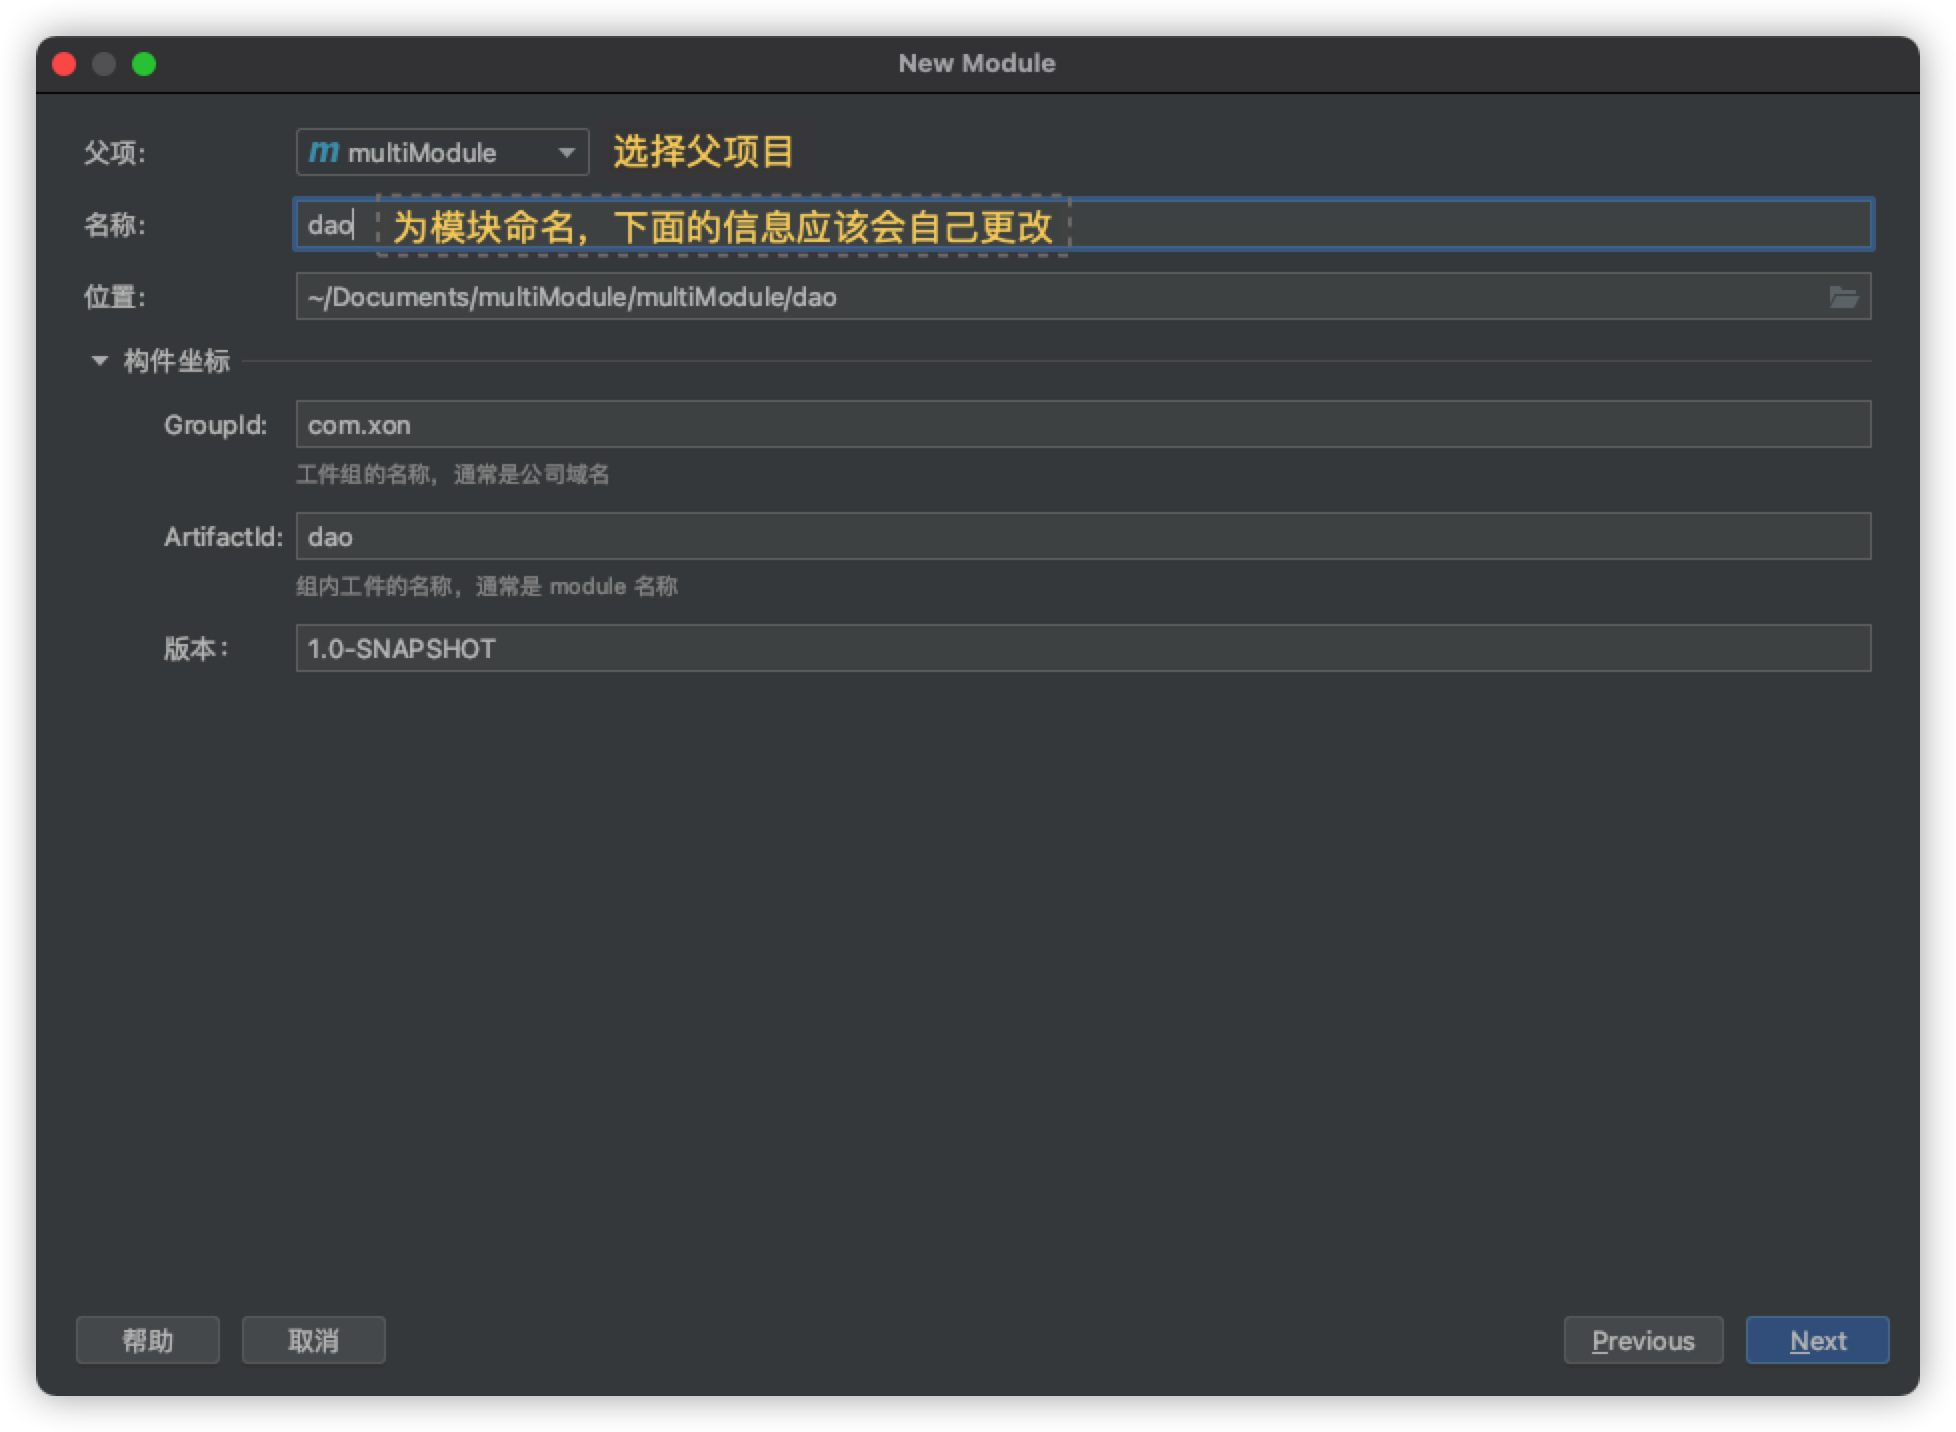 New Module
父项: m multiModule 选择父项目
名称: dao 为模块命名，下面的信息应该会自己更改
位置: ~/Documents/multiModule/multiModule/dao
构件坐标
GroupId: com.xon
工件组的名称，通常是公司域名
ArtifactId: dao
组内工件的名称，通常是 module 名称
版本: 1.0-SNAPSHOT
帮助 取消 Previous Next